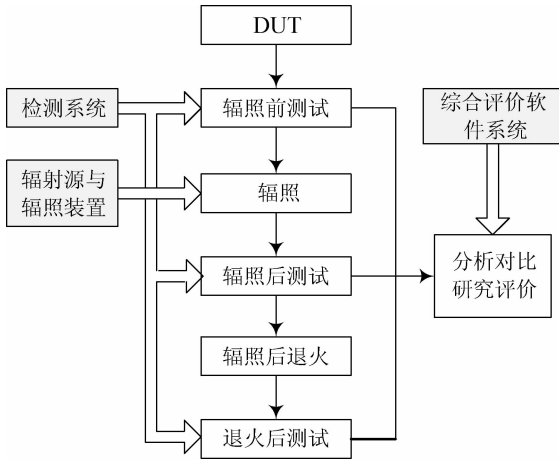 DUT
检测系统
辐照前测试
综合评价软
件系统
辐射源与
辐照装置
辐照
辐照后测试
分析对比
研究评价
辐照后退火
退火后测试